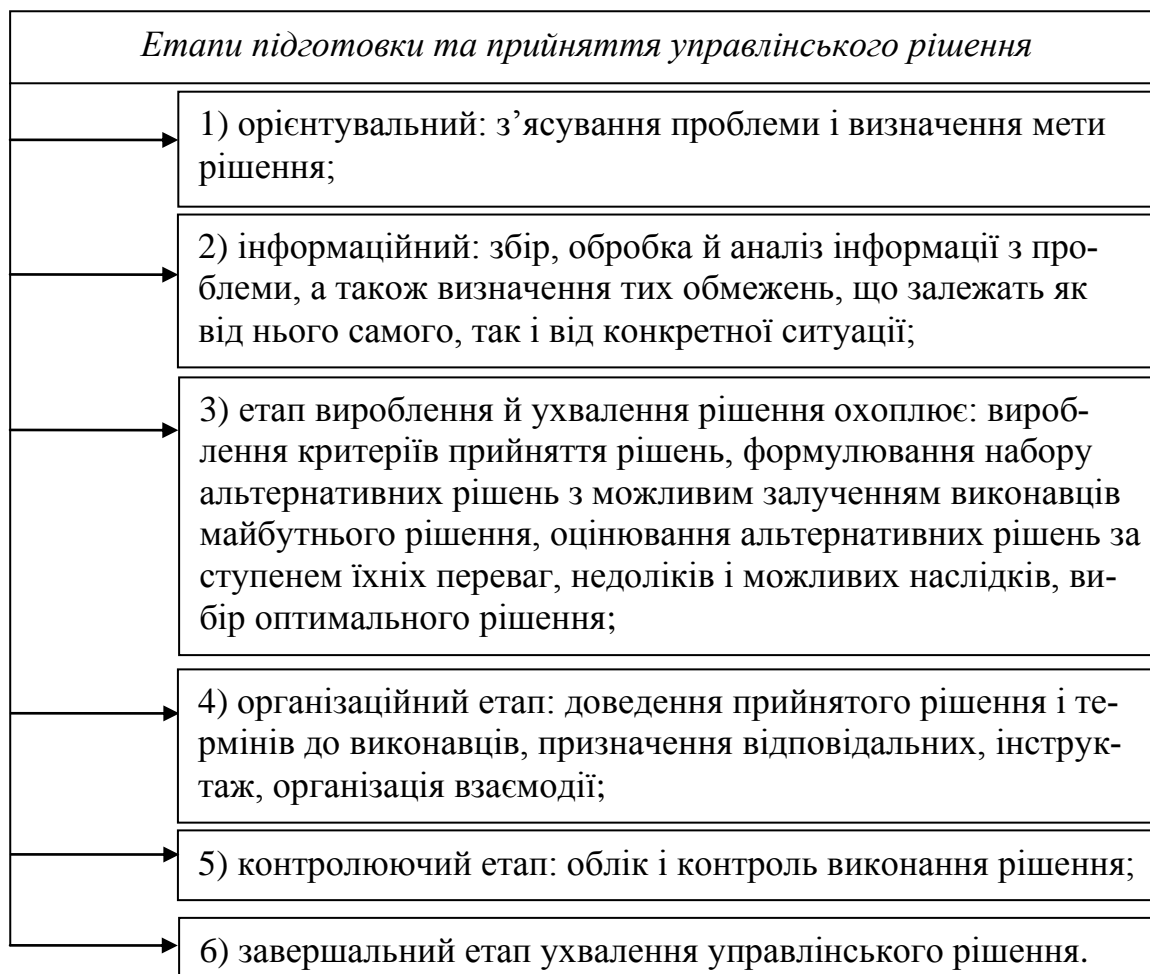 Етапи підготовки та прийняття управлінського рішення
1) орієнтувальний: з’ясування проблеми і визначення мети
рішення;
2) інформаційний: збір, обробка й аналіз інформації з про-
блеми, а також визначення тих обмежень, що залежать як
від нього самого, так і від конкретної ситуації;
3) етап вироблення й ухвалення рішення охоплює: вироб-
лення критеріїв прийняття рішень, формулювання набору
альтернативних рішень з можливим залученням виконавців
майбутнього рішення, оцінювання альтернативних рішень за
ступенем їхніх переваг, недоліків і можливих наслідків, ви-
бір оптимального рішення;
4) організаційний етап: доведення прийнятого рішення і те-
рмінів до виконавців, призначення відповідальних, інструк-
таж, організація взаємодії;
5) контролюючий етап: облік і контроль виконання рішення;
6) завершальний етап ухвалення управлінського рішення.